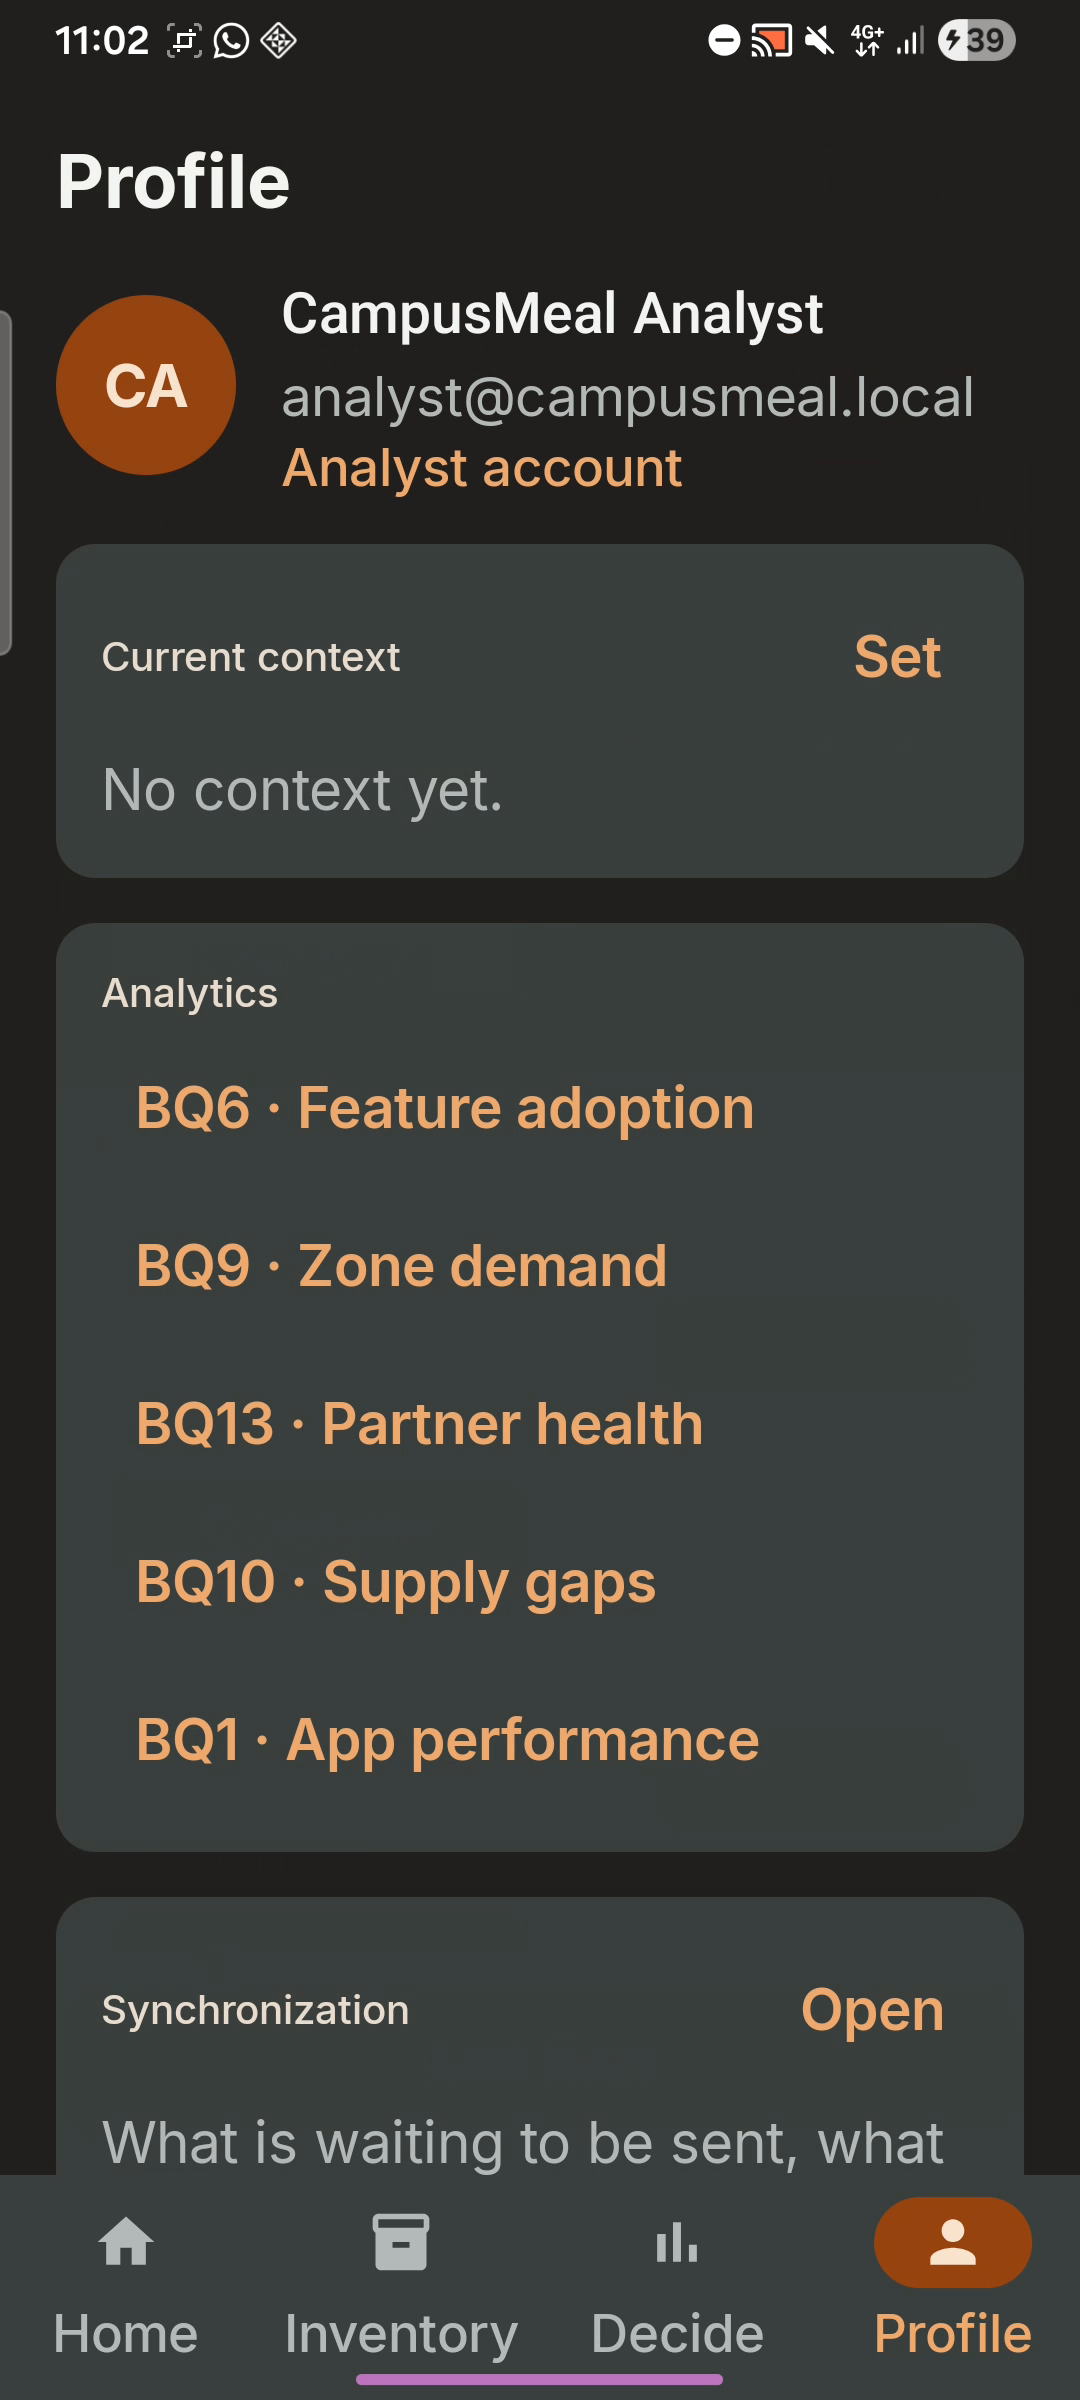 11:02
4G+
39
Profile
CA
CampusMeal Analyst
analyst@campusmeal.local
Analyst account
Current context
Set
No context yet.
Analytics
BQ6 · Feature adoption
BQ9 · Zone demand
BQ13 · Partner health
BQ10 · Supply gaps
BQ1 · App performance
Synchronization
Open
What is waiting to be sent, what
Home
Inventory
Decide
Profile